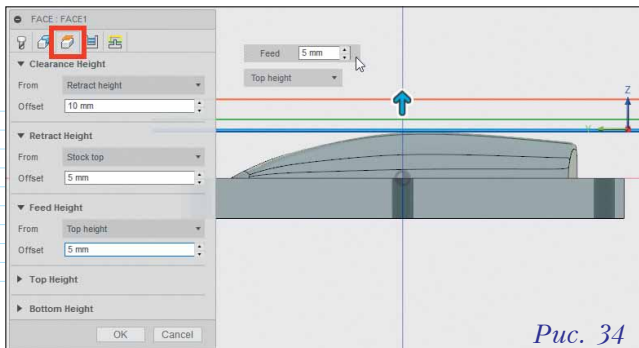 FACE : FACE1
Clearance Height
From Retract height
Offset 10 mm
Retract Height
From Stock top
Offset 5 mm
Feed Height
From Top height
Offset 5 mm
Top Height
Bottom Height
OK Cancel
Feed 5 mm
Top height
Z
Рис. 34